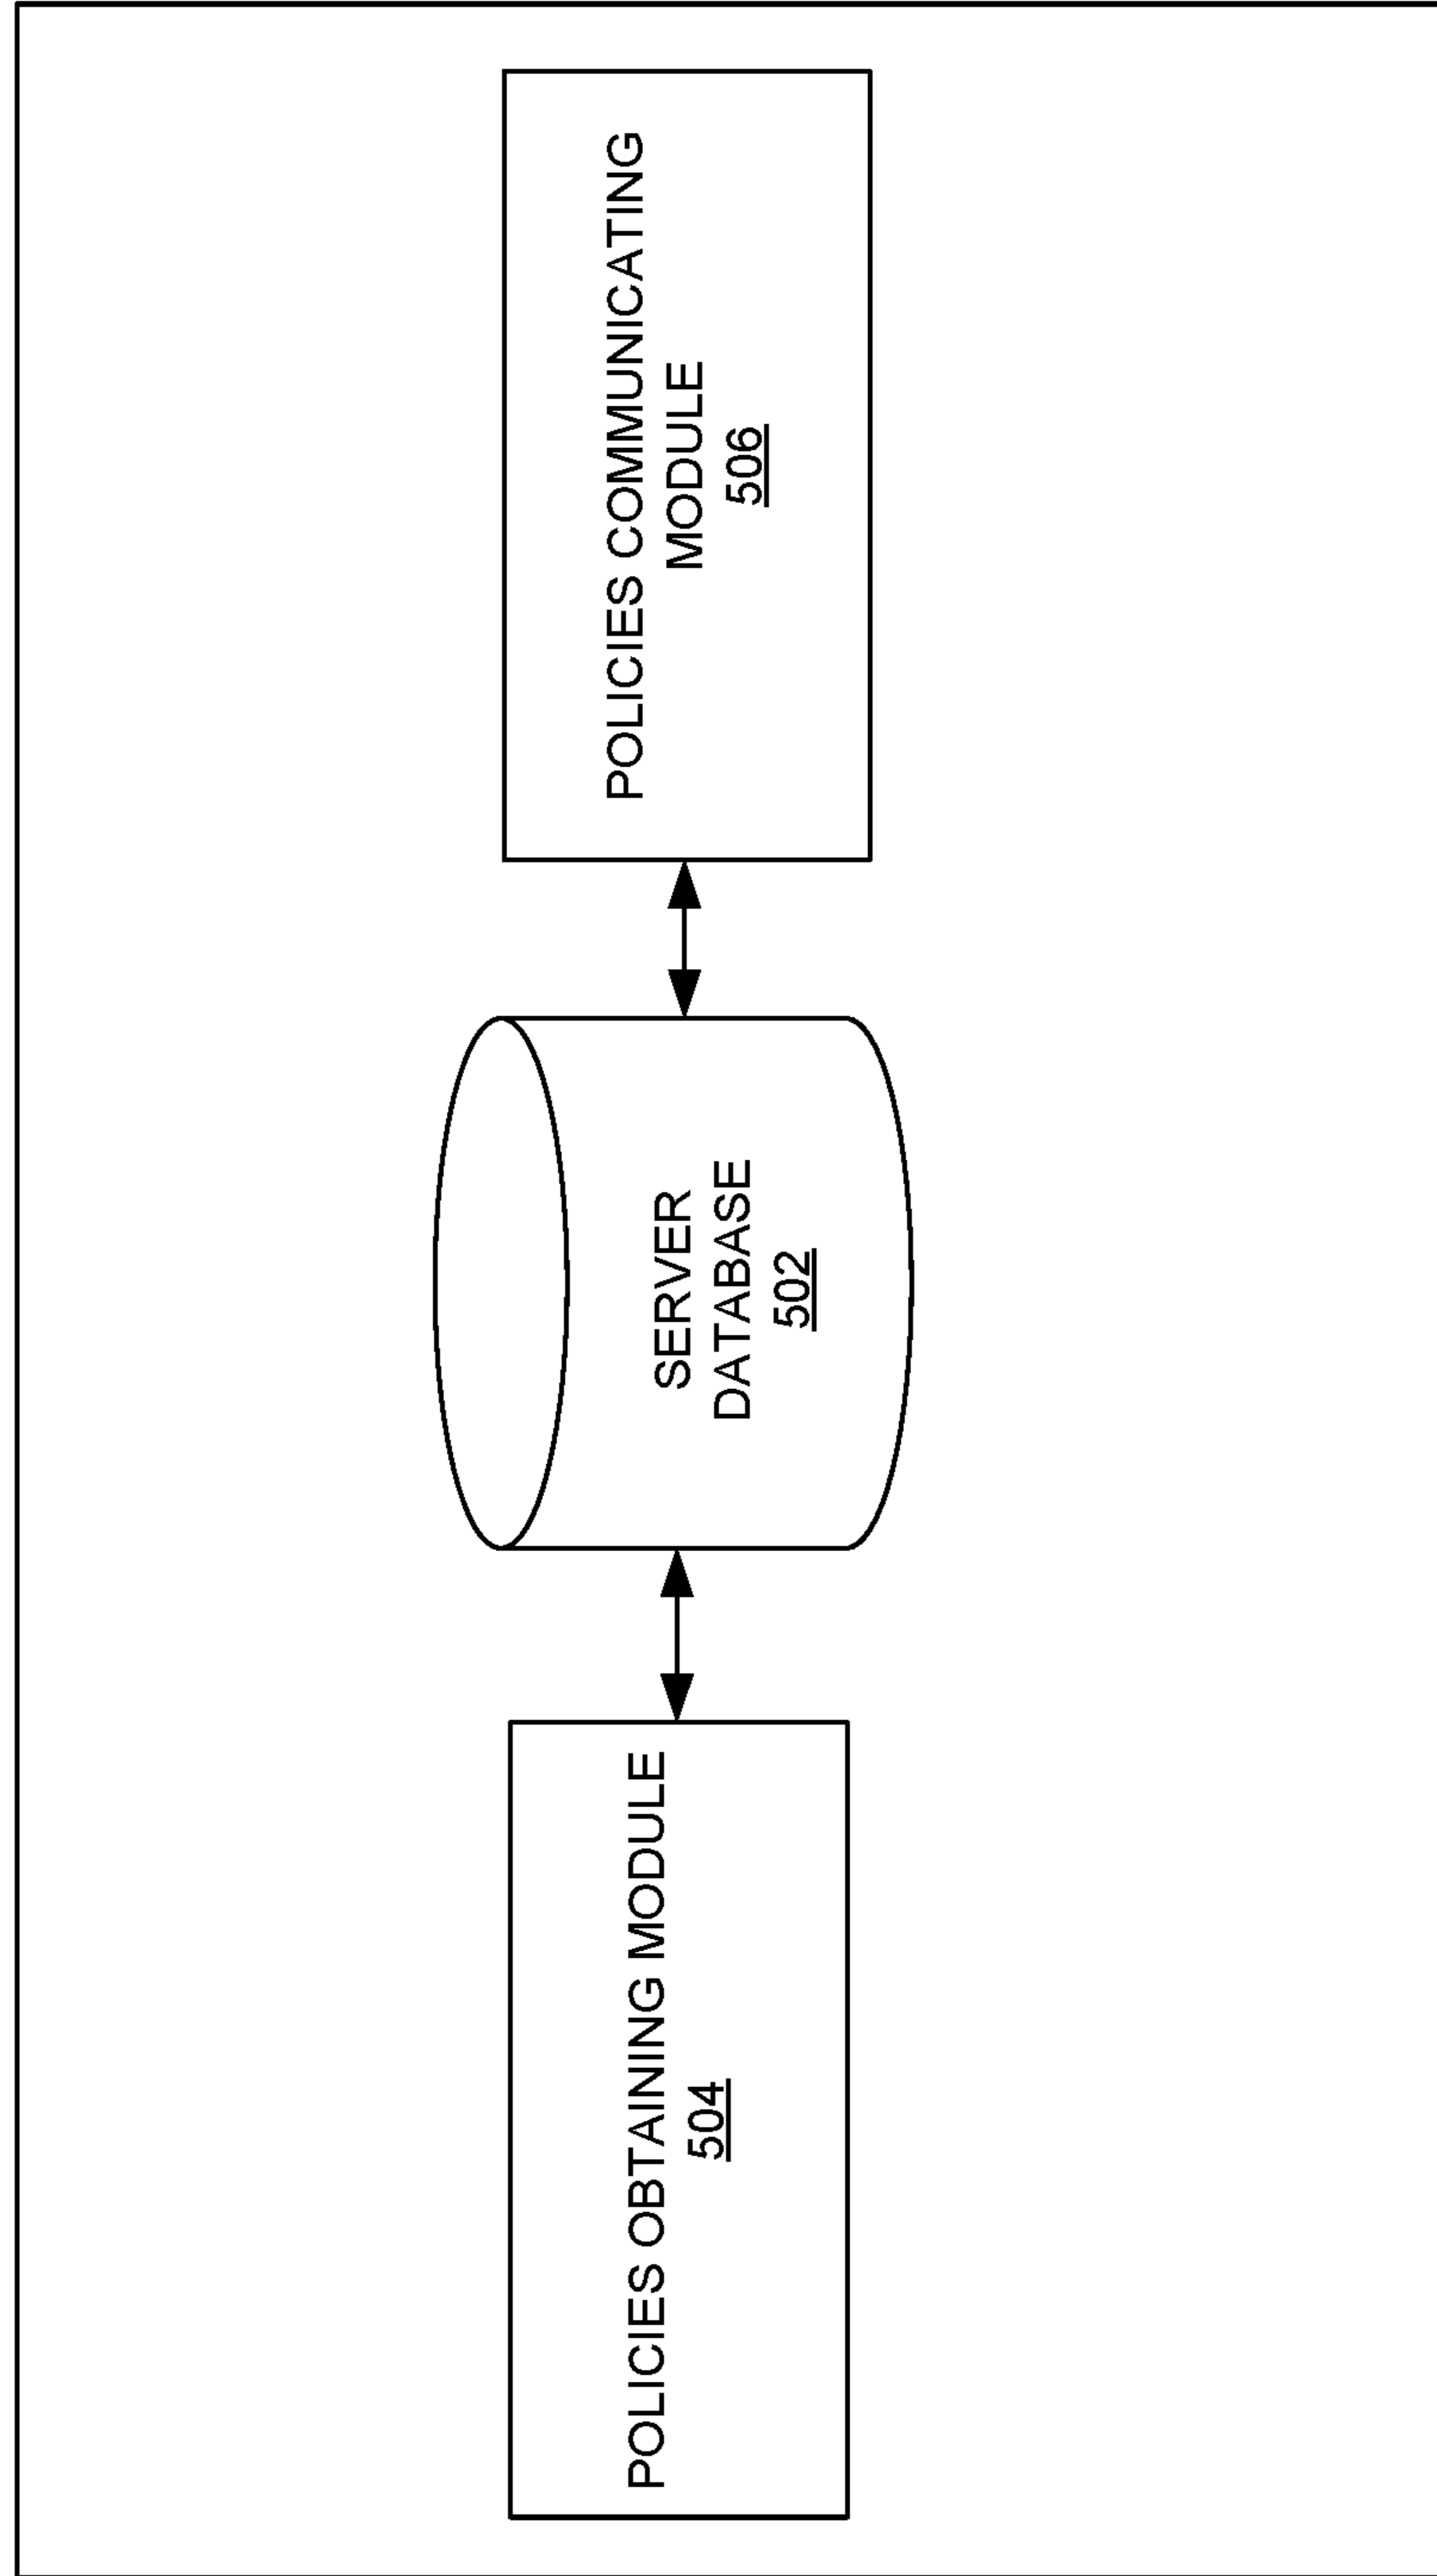 POLICIES OBTAINING MODULE
504
SERVER
DATABASE
502
POLICIES COMMUNICATING
MODULE
506